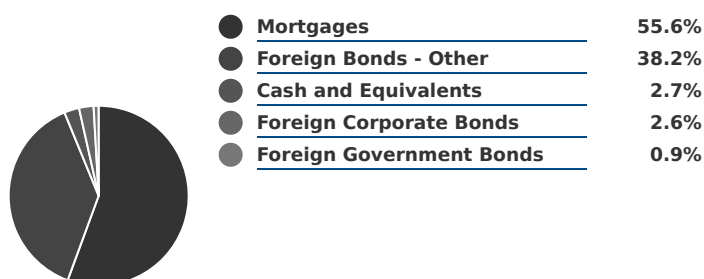 Mortgages 55.6%
Foreign Bonds - Other 38.2%
Cash and Equivalents 2.7%
Foreign Corporate Bonds 2.6%
Foreign Government Bonds 0.9%